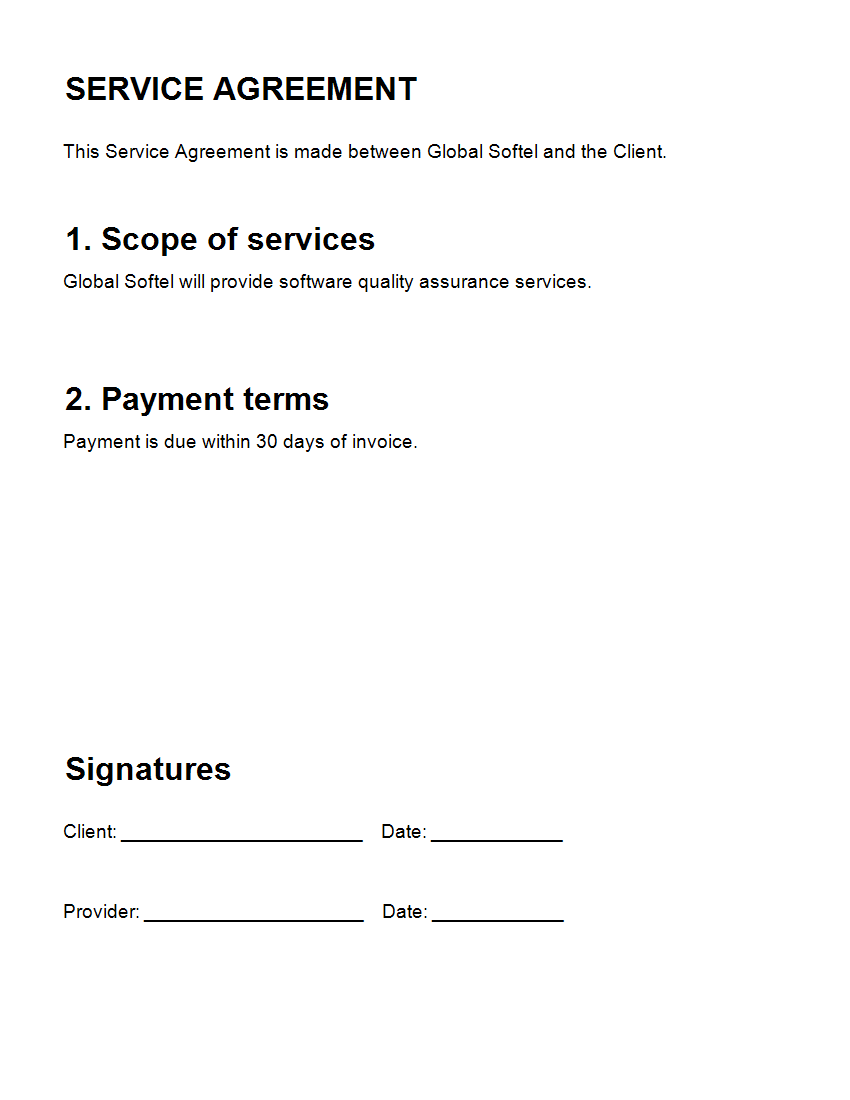 SERVICE AGREEMENT
This Service Agreement is made between Global Softel and the Client.
1. Scope of services
Global Softel will provide software quality assurance services.
2. Payment terms
Payment is due within 30 days of invoice.
Signatures
Client: ______________________ Date: ____________
Provider: ____________________ Date: ____________